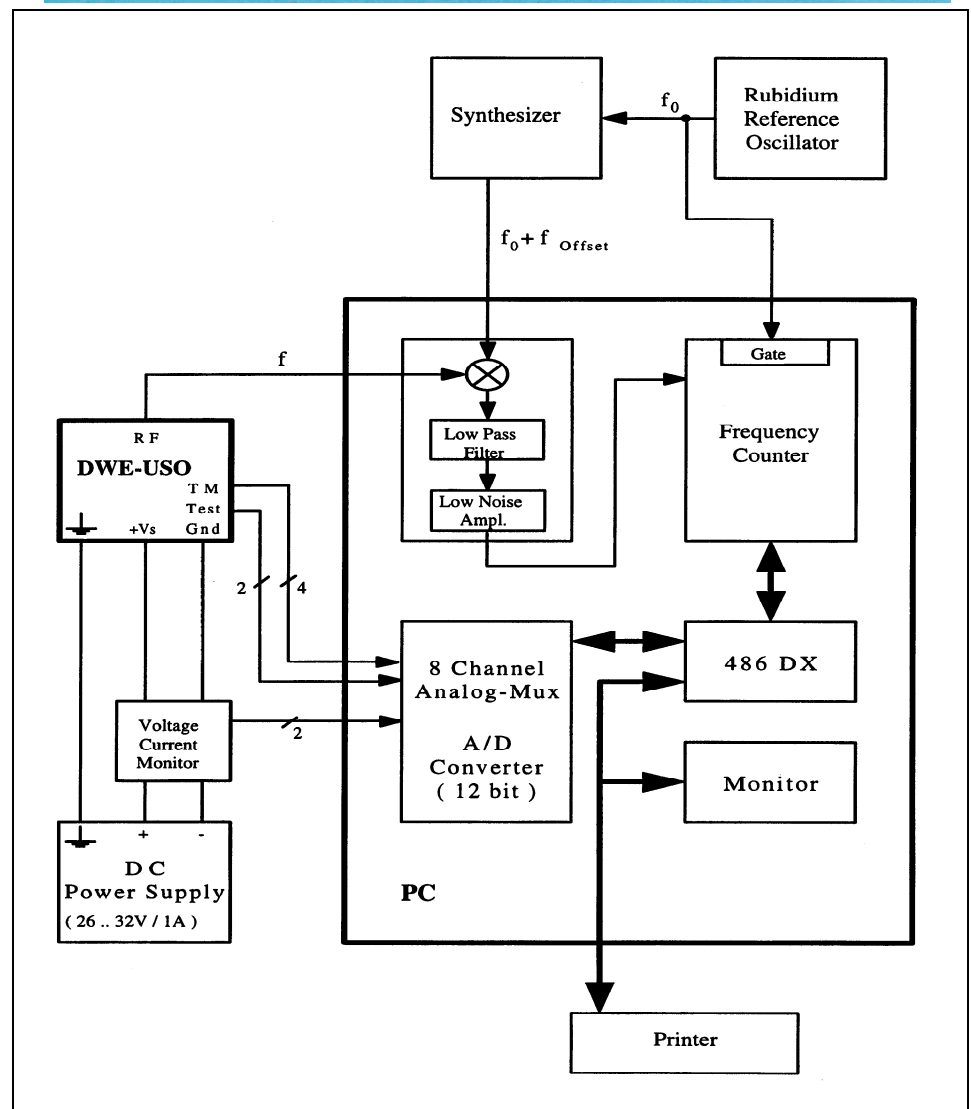 Synthesizer
f0
Rubidium
Reference
Oscillator
f0 + f Offset
f
Gate
Low Pass
Filter
Low Noise
Ampl.
Frequency
Counter
RF
DWE-USO
TM
Test
+Vs
Gnd
2
4
8 Channel
Analog-Mux
A/D
Converter
( 12 bit )
486 DX
Voltage
Current
Monitor
2
Monitor
+
-
DC
Power Supply
( 26 .. 32V / 1A )
PC
Printer